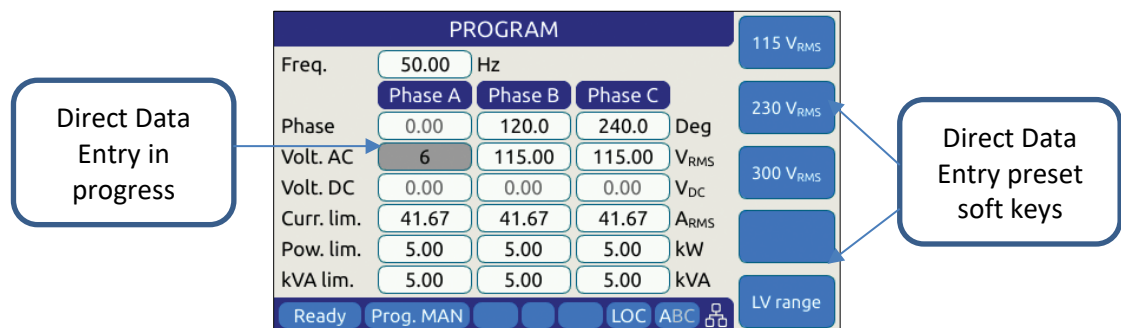 PROGRAM
Freq. 50.00 Hz
Phase A Phase B Phase C
Phase 0.00 120.0 240.0 Deg
Volt. AC 6 115.00 115.00 VRMS
Volt. DC 0.00 0.00 0.00 VDC
Curr. lim. 41.67 41.67 41.67 ARMS
Pow. lim. 5.00 5.00 5.00 kW
kVA lim. 5.00 5.00 5.00 kVA
Ready Prog. MAN LOC ABC
115 VRMS
230 VRMS
300 VRMS
LV range
Direct Data
Entry in
progress
Direct Data
Entry preset
soft keys